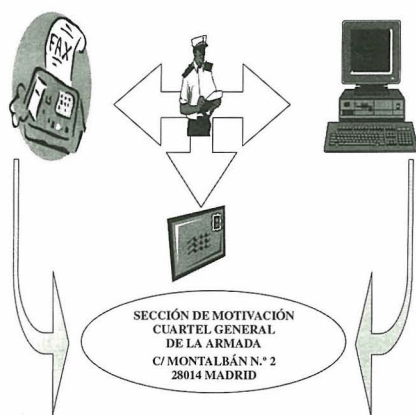 FAX
SECCIÓN DE MOTIVACIÓN
CUARTEL GENERAL
DE LA ARMADA
C/ MONTALBÁN N.º 2
28014 MADRID